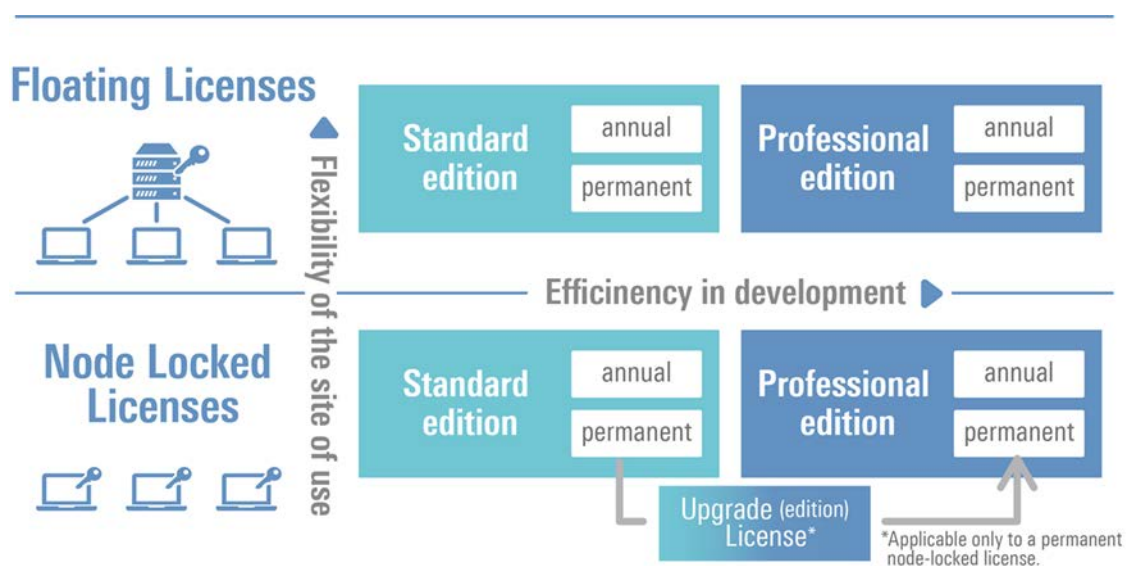 Floating Licenses
Flexibility of the site of use
Standard
edition
annual
permanent
Professional
edition
annual
permanent
Efficinency in development
Node Locked
Licenses
Standard
edition
annual
permanent
Professional
edition
annual
permanent
Upgrade (edition)
License*
*Applicable only to a permanent
node-locked license.